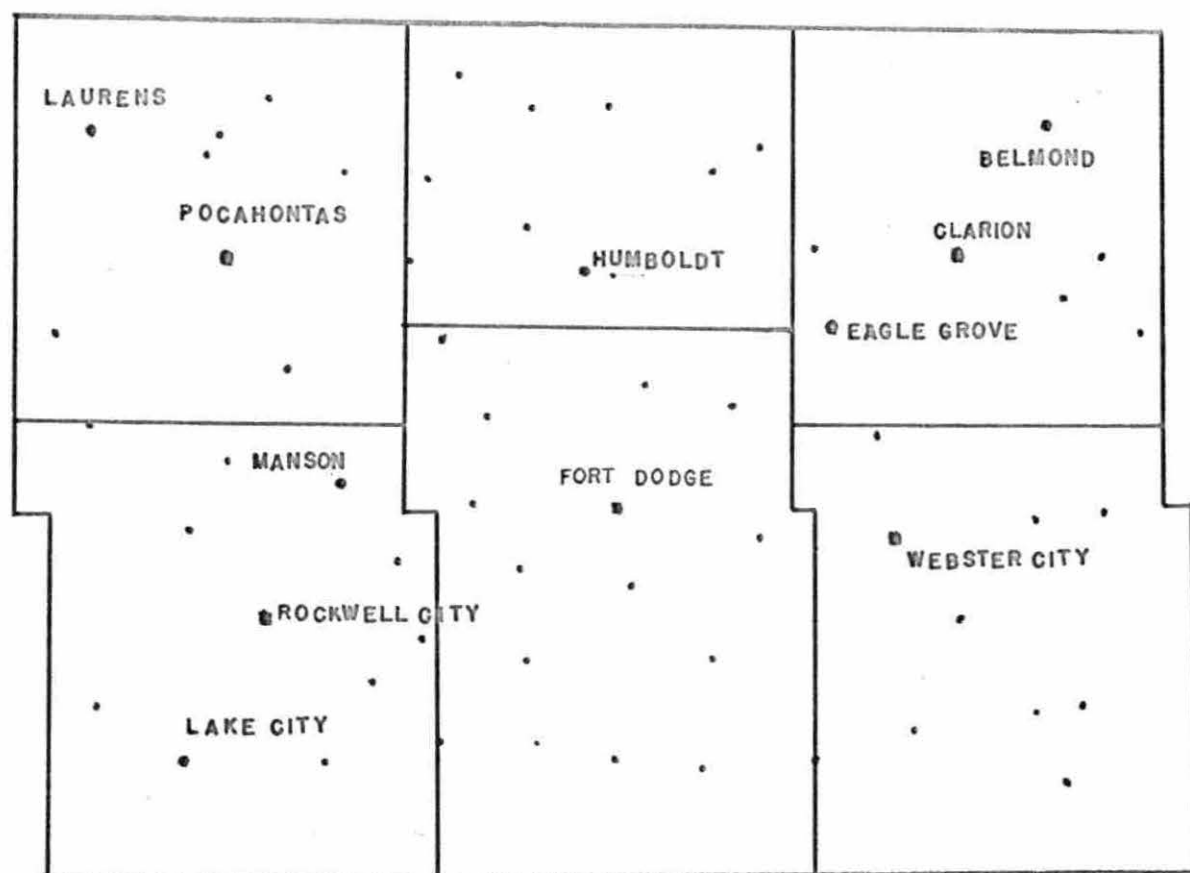 LAURENS
BELMOND
POCAHONTAS
CLARION
HUMBOLDT
EAGLE GROVE
MANSON
FORT DODGE
WEBSTER CITY
ROCKWELL CITY
LAKE CITY